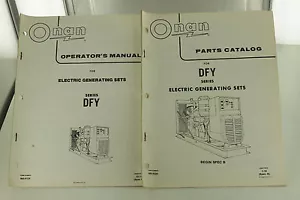 Onan
OPERATOR'S MANUAL
FOR
ELECTRIC GENERATING SETS
SERIES
DFY
Onan
PARTS CATALOG
FOR
DFY
SERIES
ELECTRIC GENERATING SETS
BEGIN SPEC B